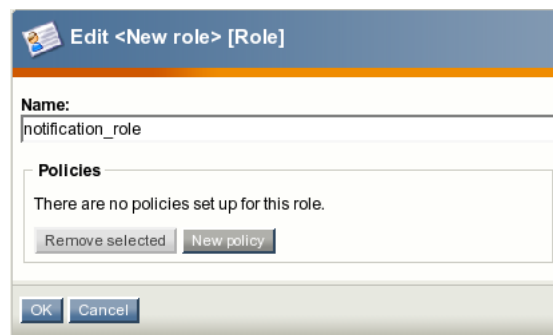 Edit <New role> [Role]
Name:
notification_role
Policies
There are no policies set up for this role.
Remove selected New policy
OK Cancel